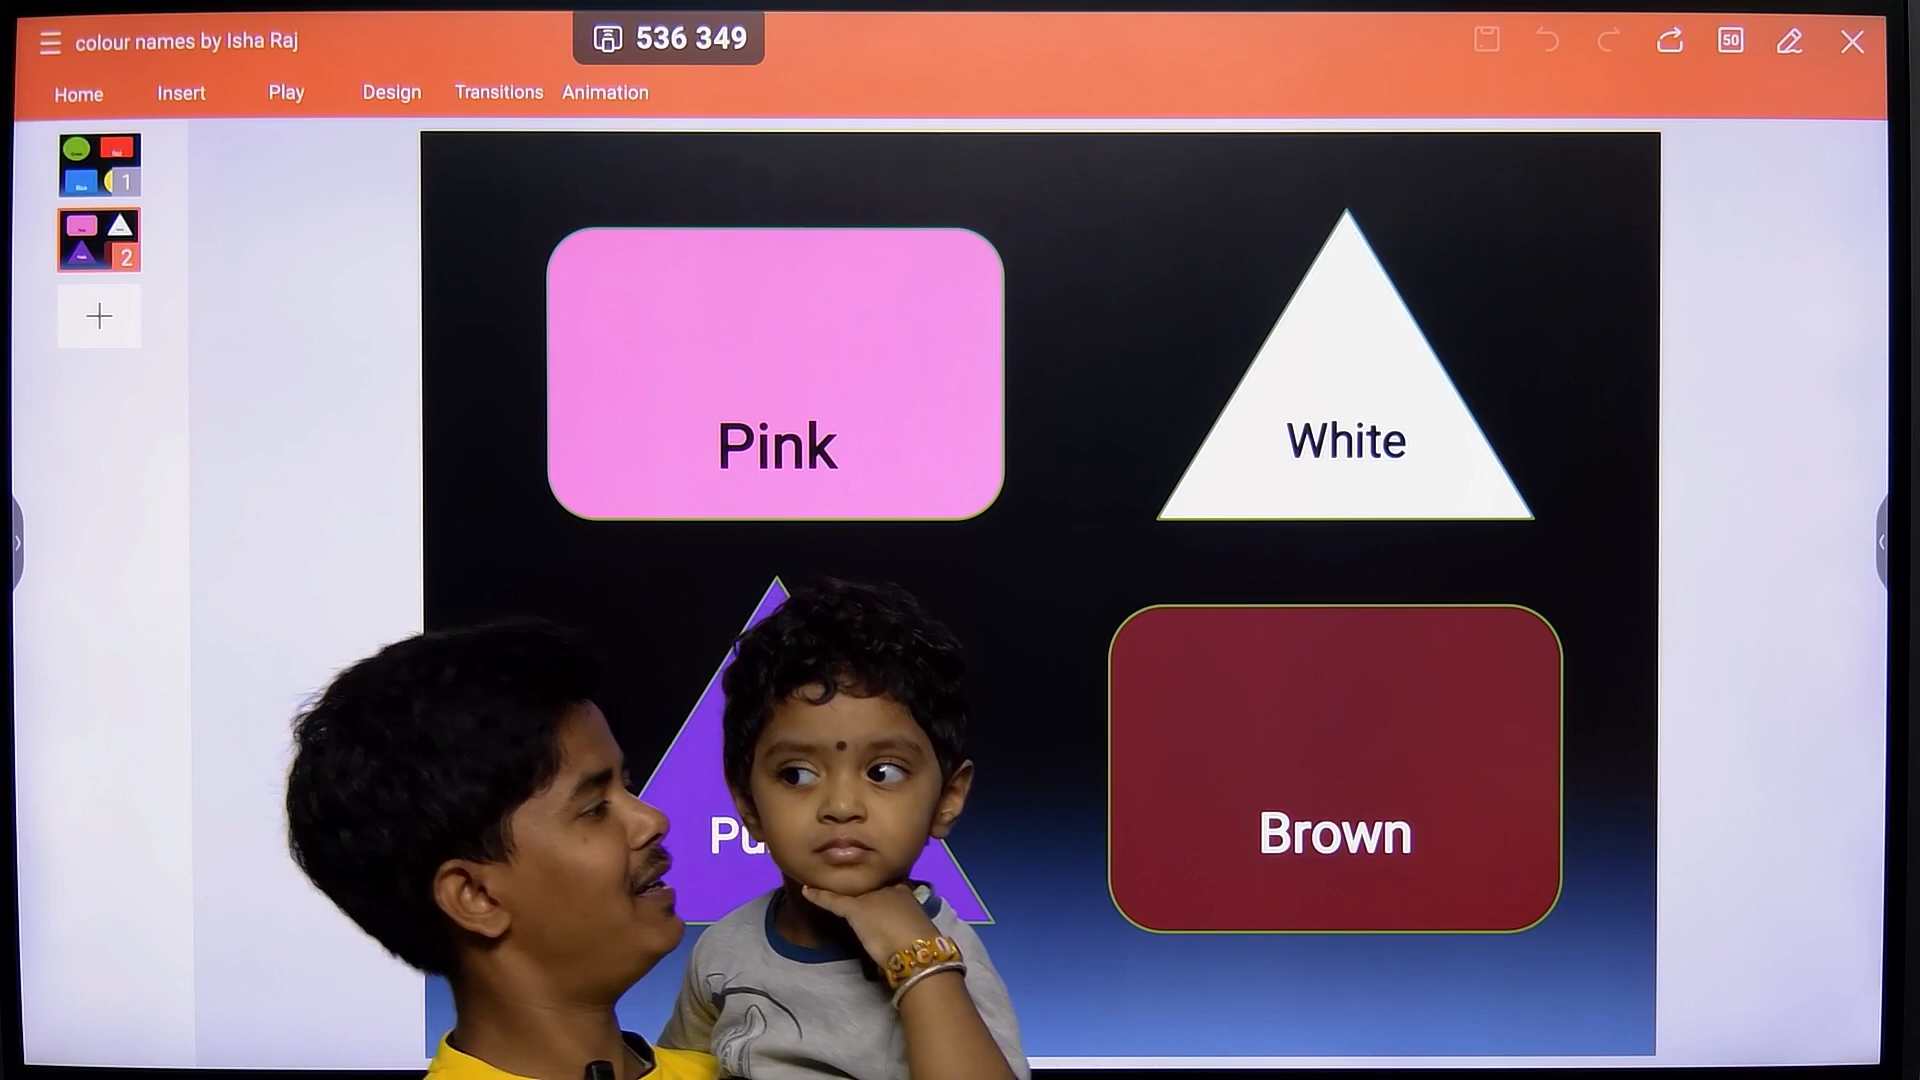 colour names by Isha Raj
536 349
50
Home Insert Play Design Transitions Animation
1
2
Pink
White
Brown